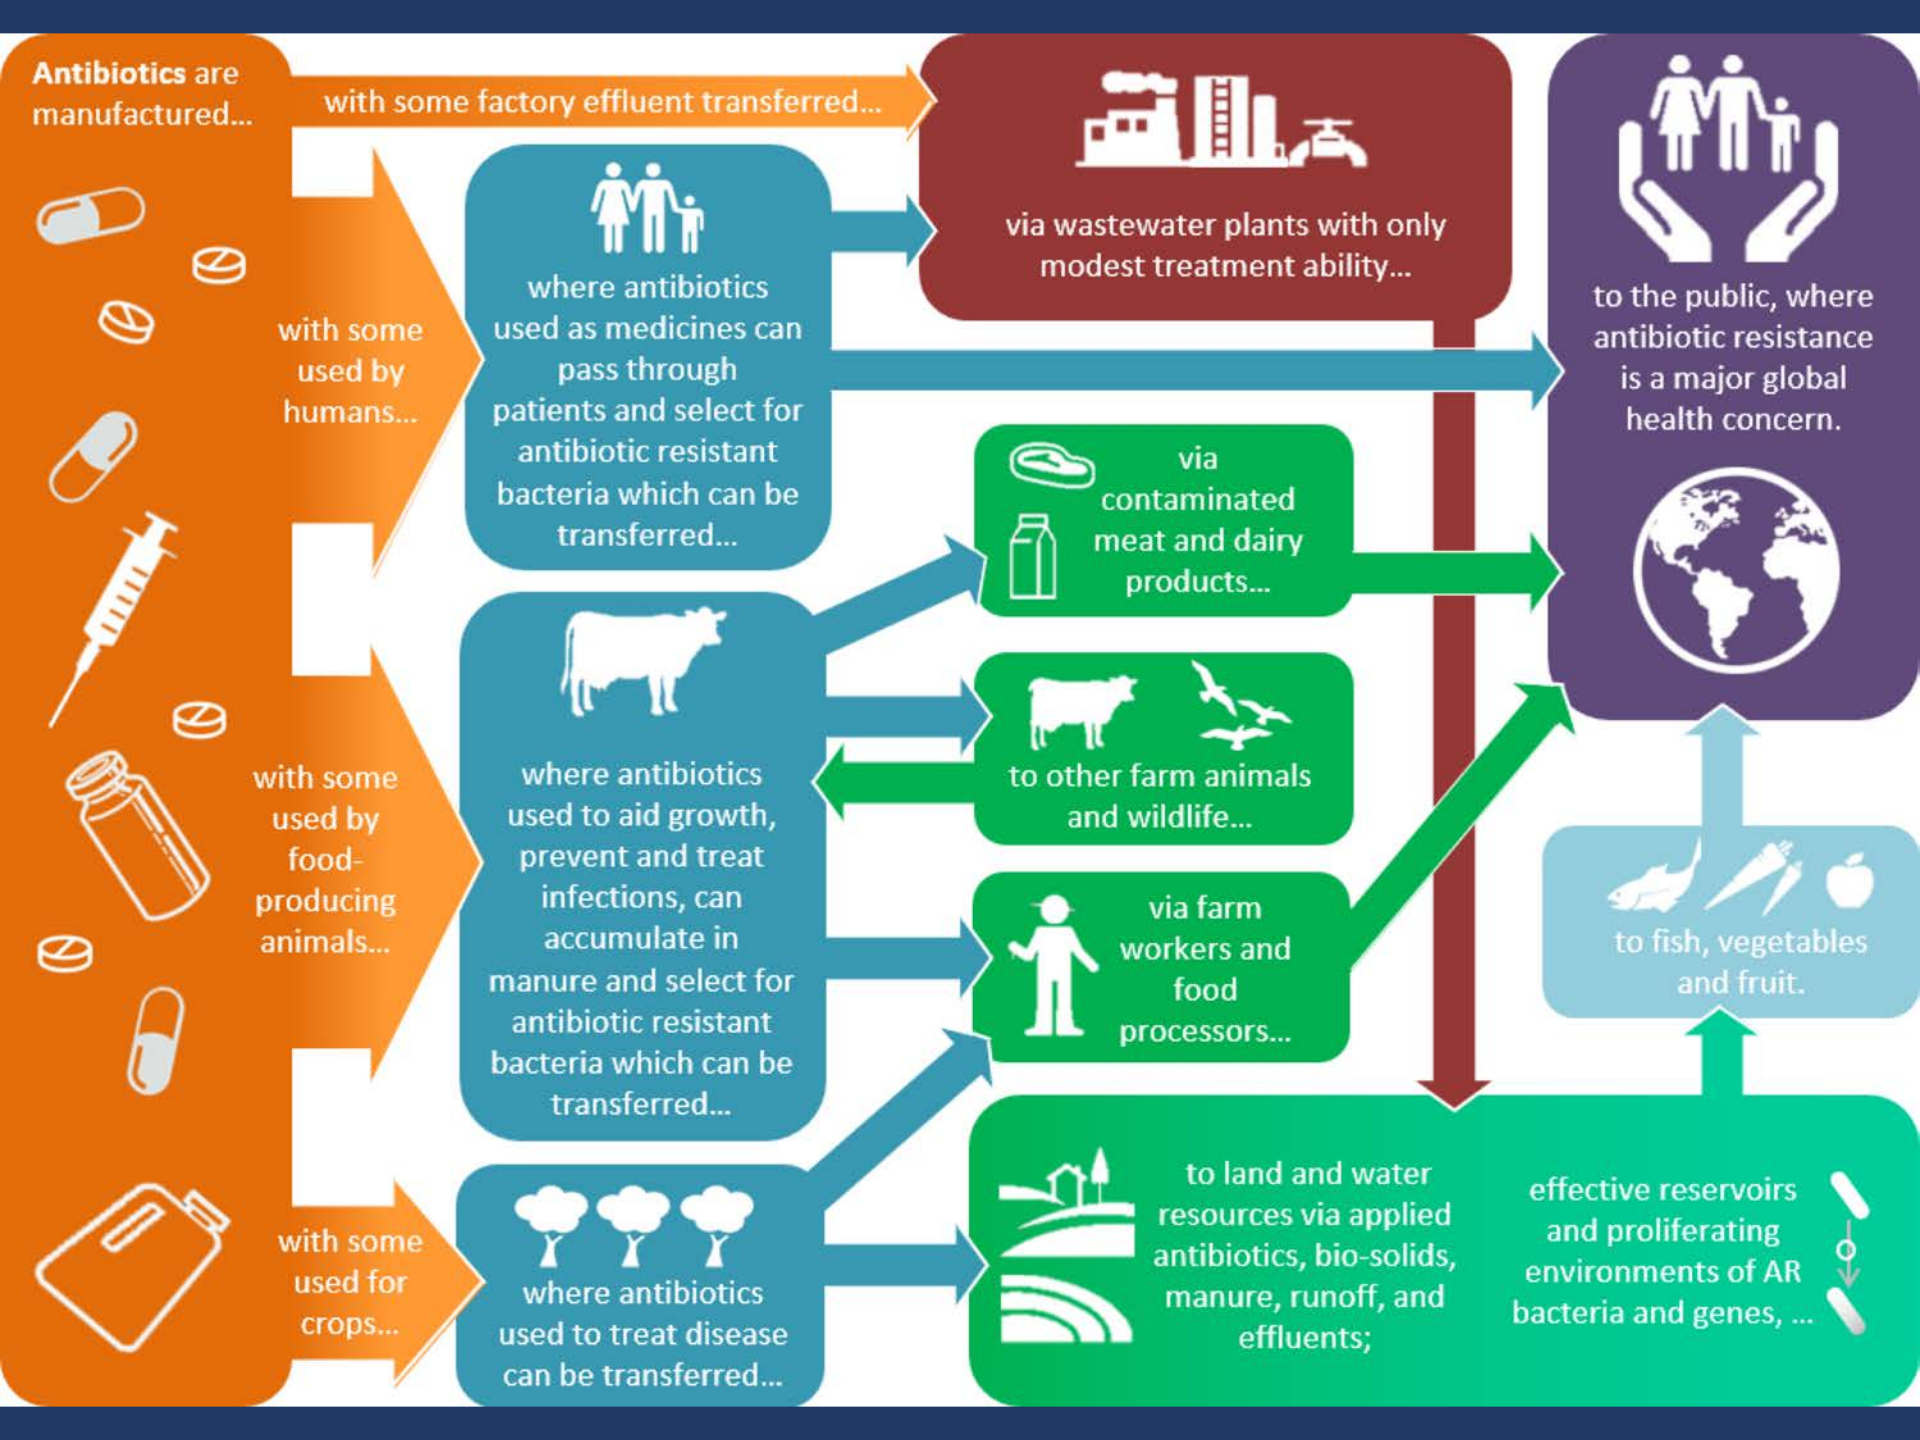 Antibiotics are
manufactured...
with some factory effluent transferred...
with some
used by
humans...
where antibiotics
used as medicines can
pass through
patients and select for
antibiotic resistant
bacteria which can be
transferred...
via wastewater plants with only
modest treatment ability...
to the public, where
antibiotic resistance
is a major global
health concern.
via
contaminated
meat and dairy
products...
with some
used by
food-
producing
animals...
where antibiotics
used to aid growth,
prevent and treat
infections, can
accumulate in
manure and select for
antibiotic resistant
bacteria which can be
transferred...
to other farm animals
and wildlife...
via farm
workers and
food
processors...
to fish, vegetables
and fruit.
with some
used for
crops...
where antibiotics
used to treat disease
can be transferred...
to land and water
resources via applied
antibiotics, bio-solids,
manure, runoff, and
effluents;
effective reservoirs
and proliferating
environments of AR
bacteria and genes, ...